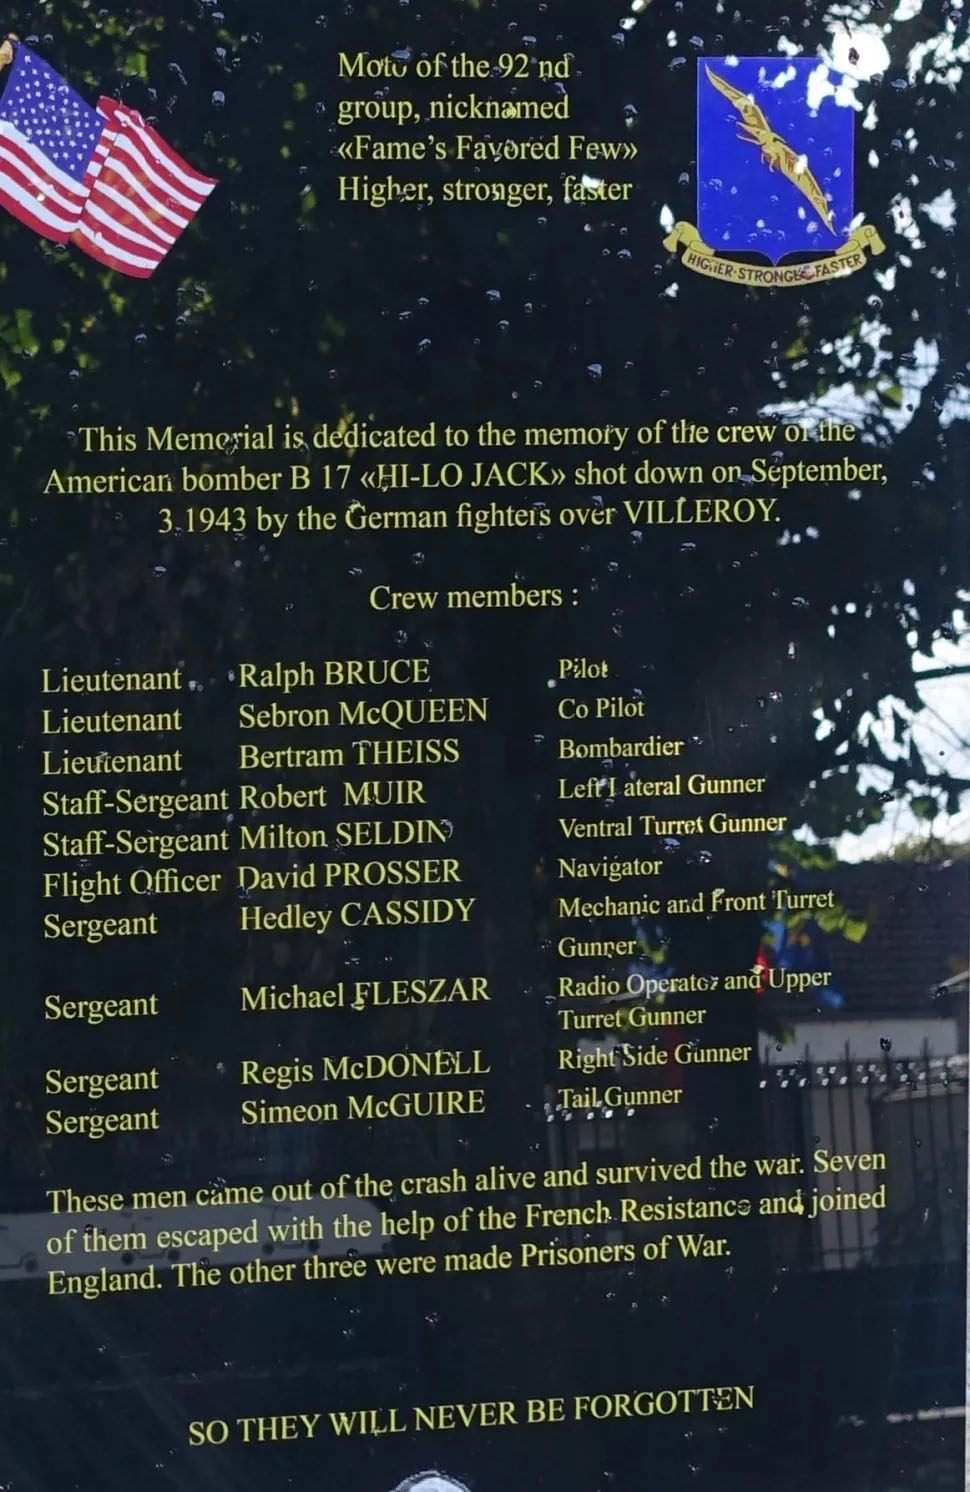 Moto of the 92 nd
group, nicknamed
«Fame's Favored Few»
Higher, stronger, faster
HIGHER·STRONGER·FASTER
This Memorial is dedicated to the memory of the crew of the
American bomber B 17 «HI-LO JACK» shot down on September,
3 1943 by the German fighters over VILLEROY.
Crew members :
Lieutenant Ralph BRUCE Pilot
Lieutenant Sebron McQUEEN Co Pilot
Lieutenant Bertram THEISS Bombardier
Staff-Sergeant Robert MUIR Left Lateral Gunner
Staff-Sergeant Milton SELDIN Ventral Turret Gunner
Flight Officer David PROSSER Navigator
Sergeant Hedley CASSIDY Mechanic and Front Turret
Gunner
Sergeant Michael FLESZAR Radio Operator and Upper
Turret Gunner
Sergeant Regis McDONELL Right Side Gunner
Sergeant Simeon McGUIRE Tail Gunner
These men came out of the crash alive and survived the war. Seven
of them escaped with the help of the French Resistance and joined
England. The other three were made Prisoners of War.
SO THEY WILL NEVER BE FORGOTTEN